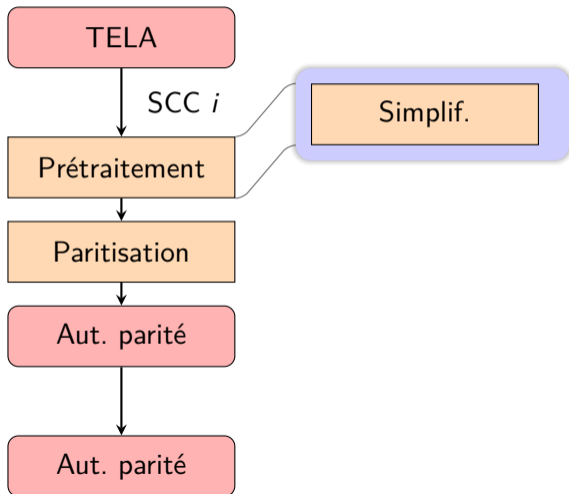 TELA
SCC i
Simplif.
Prétraitement
Paritisation
Aut. parité
Aut. parité